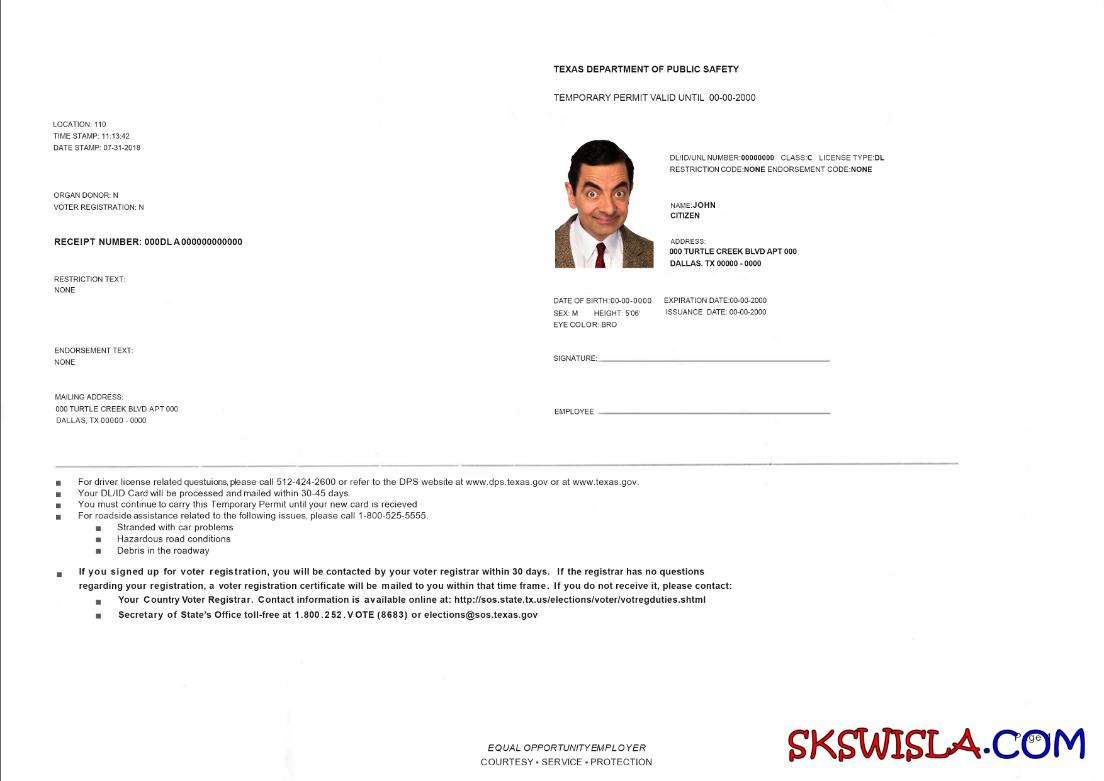 TEXAS DEPARTMENT OF PUBLIC SAFETY
TEMPORARY PERMIT VALID UNTIL 00-00-2000
LOCATION: 110
TIME STAMP: 11:13:42
DATE STAMP: 07-31-2018
DL/ID/UNL NUMBER:00000000 CLASS:C LICENSE TYPE:DL
RESTRICTION CODE:NONE ENDORSEMENT CODE:NONE
ORGAN DONOR: N
VOTER REGISTRATION: N
NAME:JOHN
CITIZEN
RECEIPT NUMBER: 000DLA000000000000
ADDRESS:
000 TURTLE CREEK BLVD APT 000
DALLAS. TX 00000 - 0000
RESTRICTION TEXT:
NONE
DATE OF BIRTH:00-00-0000 EXPIRATION DATE:00-00-2000
SEX: M HEIGHT: 5'06' ISSUANCE DATE: 00-00-2000
EYE COLOR: BRO
ENDORSEMENT TEXT:
NONE
SIGNATURE:
MAILING ADDRESS:
000 TURTLE CREEK BLVD APT 000
DALLAS, TX 00000 - 0000
EMPLOYEE
For driver license related questuions,please call 512-424-2600 or refer to the DPS website at www.dps.texas.gov or at www.texas.gov.
Your DL/ID Card will be processed and mailed within 30-45 days.
You must continue to carry this Temporary Permit until your new card is recieved
For roadside assistance related to the following issues, please call 1-800-525-5555.
Stranded with car problems
Hazardous road conditions
Debris in the roadway
If you signed up for voter registration, you will be contacted by your voter registrar within 30 days. If the registrar has no questions
regarding your registration, a voter registration certificate will be mailed to you within that time frame. If you do not receive it, please contact:
Your Country Voter Registrar. Contact information is available online at: http://sos.state.tx.us/elections/voter/votregduties.shtml
Secretary of State's Office toll-free at 1.800.252.VOTE (8683) or elections@sos.texas.gov
EQUAL OPPORTUNITY EMPLOYER
COURTESY • SERVICE • PROTECTION
SKSWISLA.COM